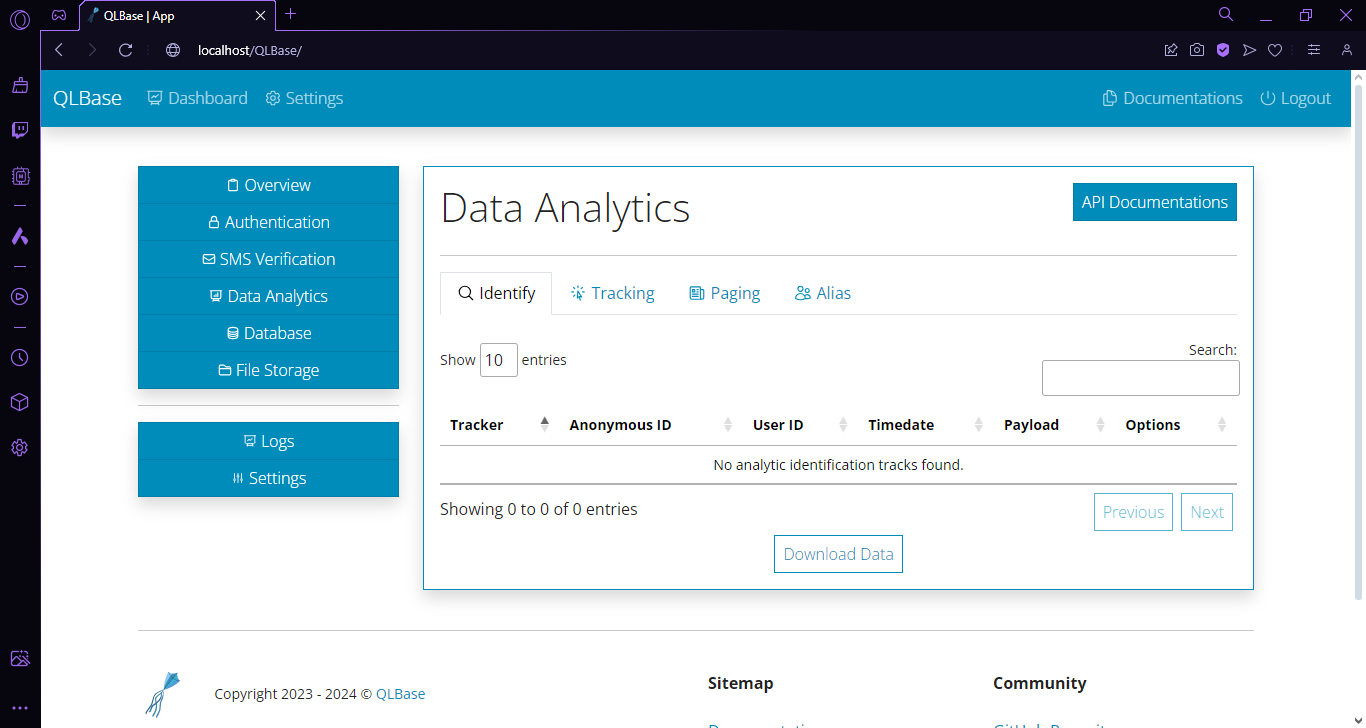 QLBase | App
localhost/QLBase/
QLBase Dashboard Settings Documentations Logout
Overview
Authentication
SMS Verification
Data Analytics
Database
File Storage
Logs
Settings
Data Analytics
API Documentations
Identify Tracking Paging Alias
Show 10 entries
Search:
Tracker Anonymous ID User ID Timedate Payload Options
No analytic identification tracks found.
Showing 0 to 0 of 0 entries
Previous Next
Download Data
Copyright 2023 - 2024 © QLBase
Sitemap
Community